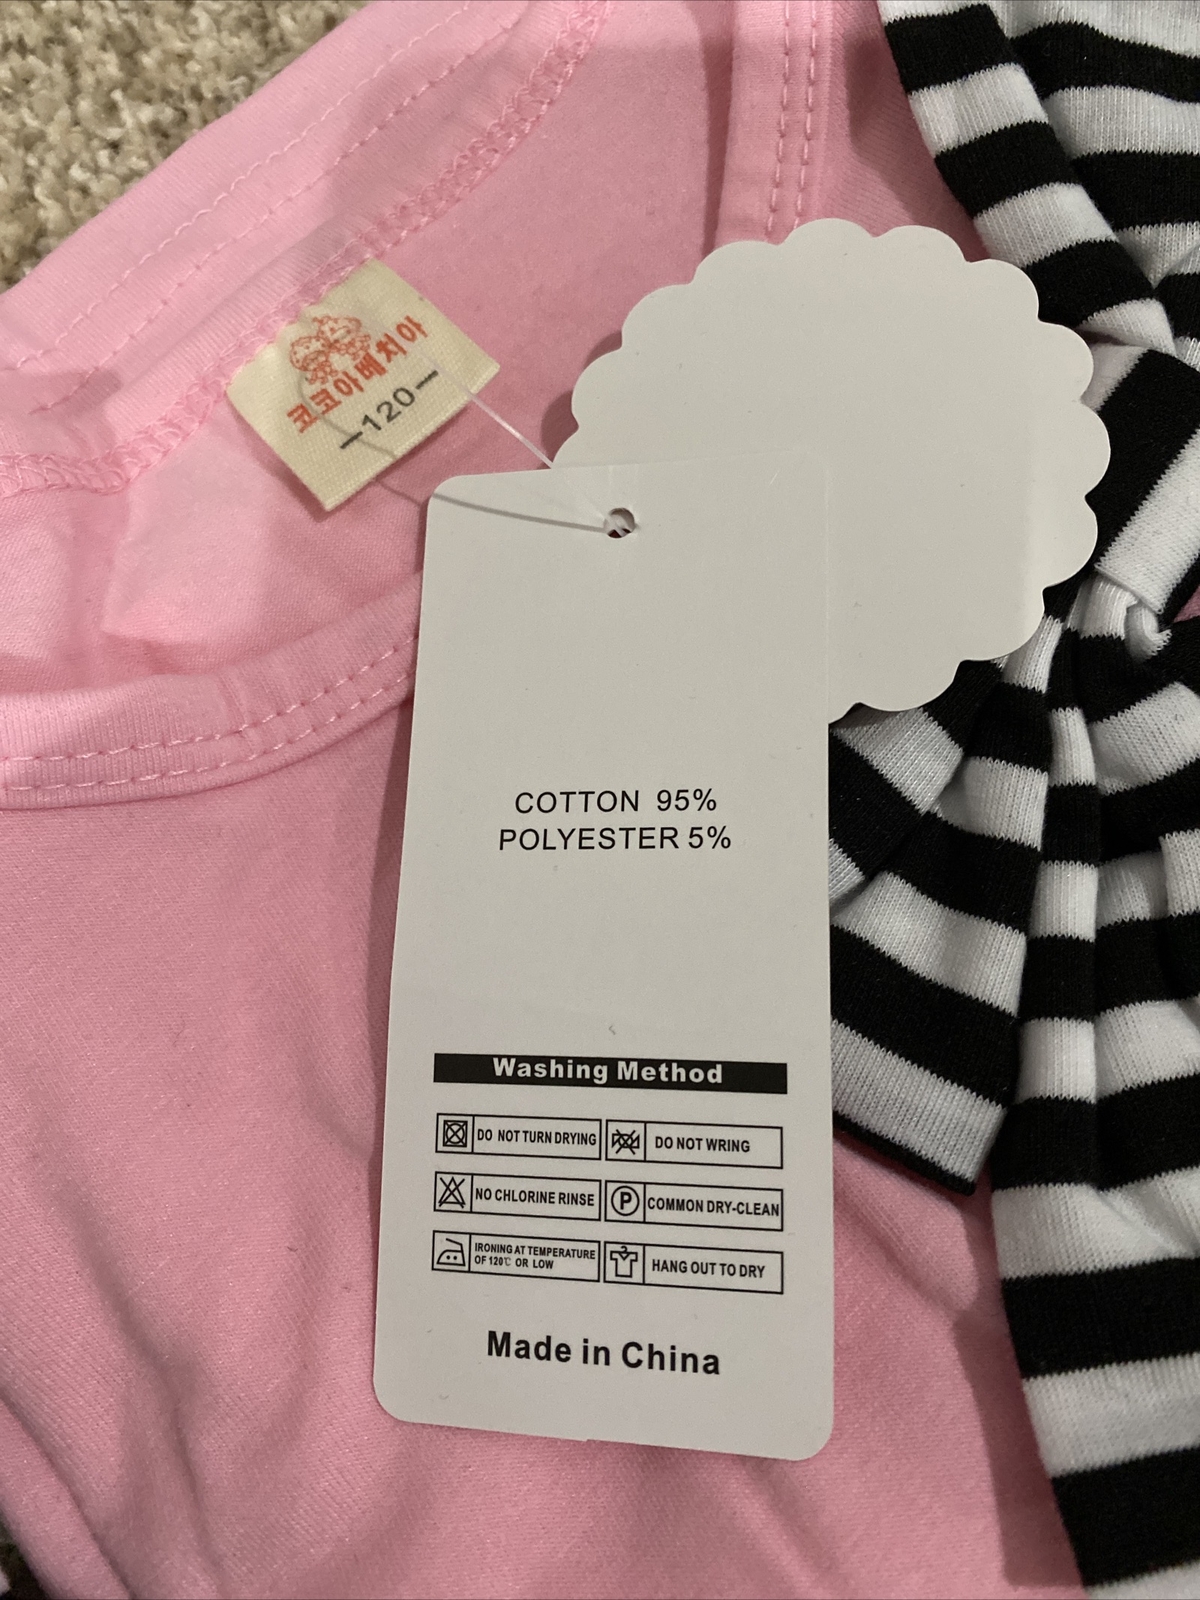 코코아배치아
—120—
COTTON 95%
POLYESTER 5%
Washing Method
DO NOT TURN DRYING
DO NOT WRING
NO CHLORINE RINSE
P
COMMON DRY-CLEAN
IRONING AT TEMPERATURE
OF 120℃ OR LOW
HANG OUT TO DRY
Made in China